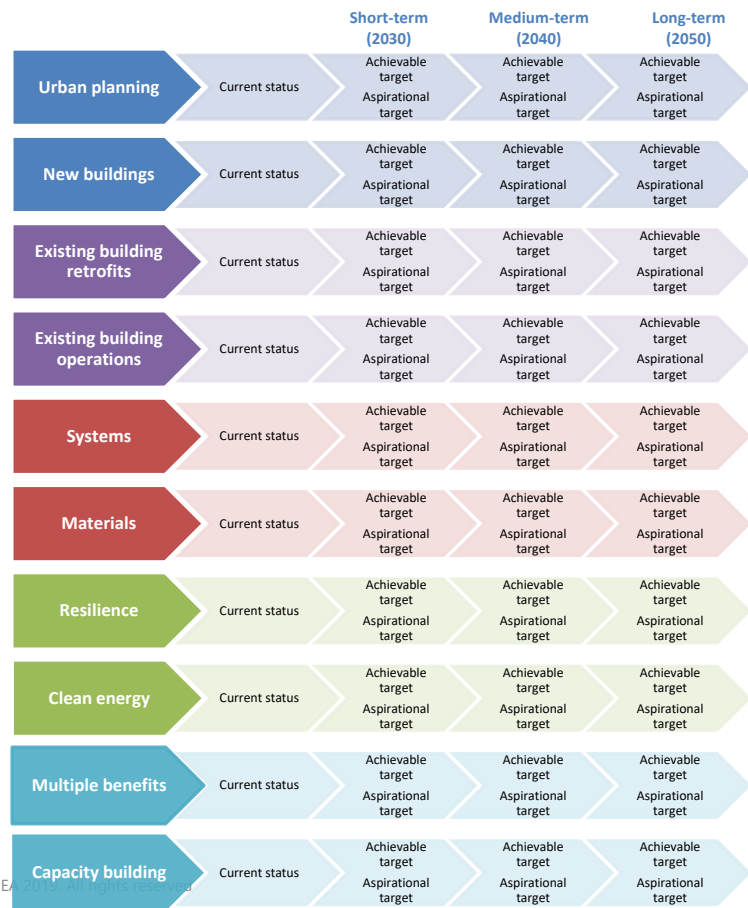 Short-term
(2030)
Medium-term
(2040)
Long-term
(2050)
Urban planning
Current status
Achievable
target
Aspirational
target
Achievable
target
Aspirational
target
Achievable
target
Aspirational
target
New buildings
Current status
Achievable
target
Aspirational
target
Achievable
target
Aspirational
target
Achievable
target
Aspirational
target
Existing building
retrofits
Current status
Achievable
target
Aspirational
target
Achievable
target
Aspirational
target
Achievable
target
Aspirational
target
Existing building
operations
Current status
Achievable
target
Aspirational
target
Achievable
target
Aspirational
target
Achievable
target
Aspirational
target
Systems
Current status
Achievable
target
Aspirational
target
Achievable
target
Aspirational
target
Achievable
target
Aspirational
target
Materials
Current status
Achievable
target
Aspirational
target
Achievable
target
Aspirational
target
Achievable
target
Aspirational
target
Resilience
Current status
Achievable
target
Aspirational
target
Achievable
target
Aspirational
target
Achievable
target
Aspirational
target
Clean energy
Current status
Achievable
target
Aspirational
target
Achievable
target
Aspirational
target
Achievable
target
Aspirational
target
Multiple benefits
Current status
Achievable
target
Aspirational
target
Achievable
target
Aspirational
target
Achievable
target
Aspirational
target
Capacity building
Current status
Achievable
target
Aspirational
target
Achievable
target
Aspirational
target
Achievable
target
Aspirational
target
EA 2019. All rights reserved